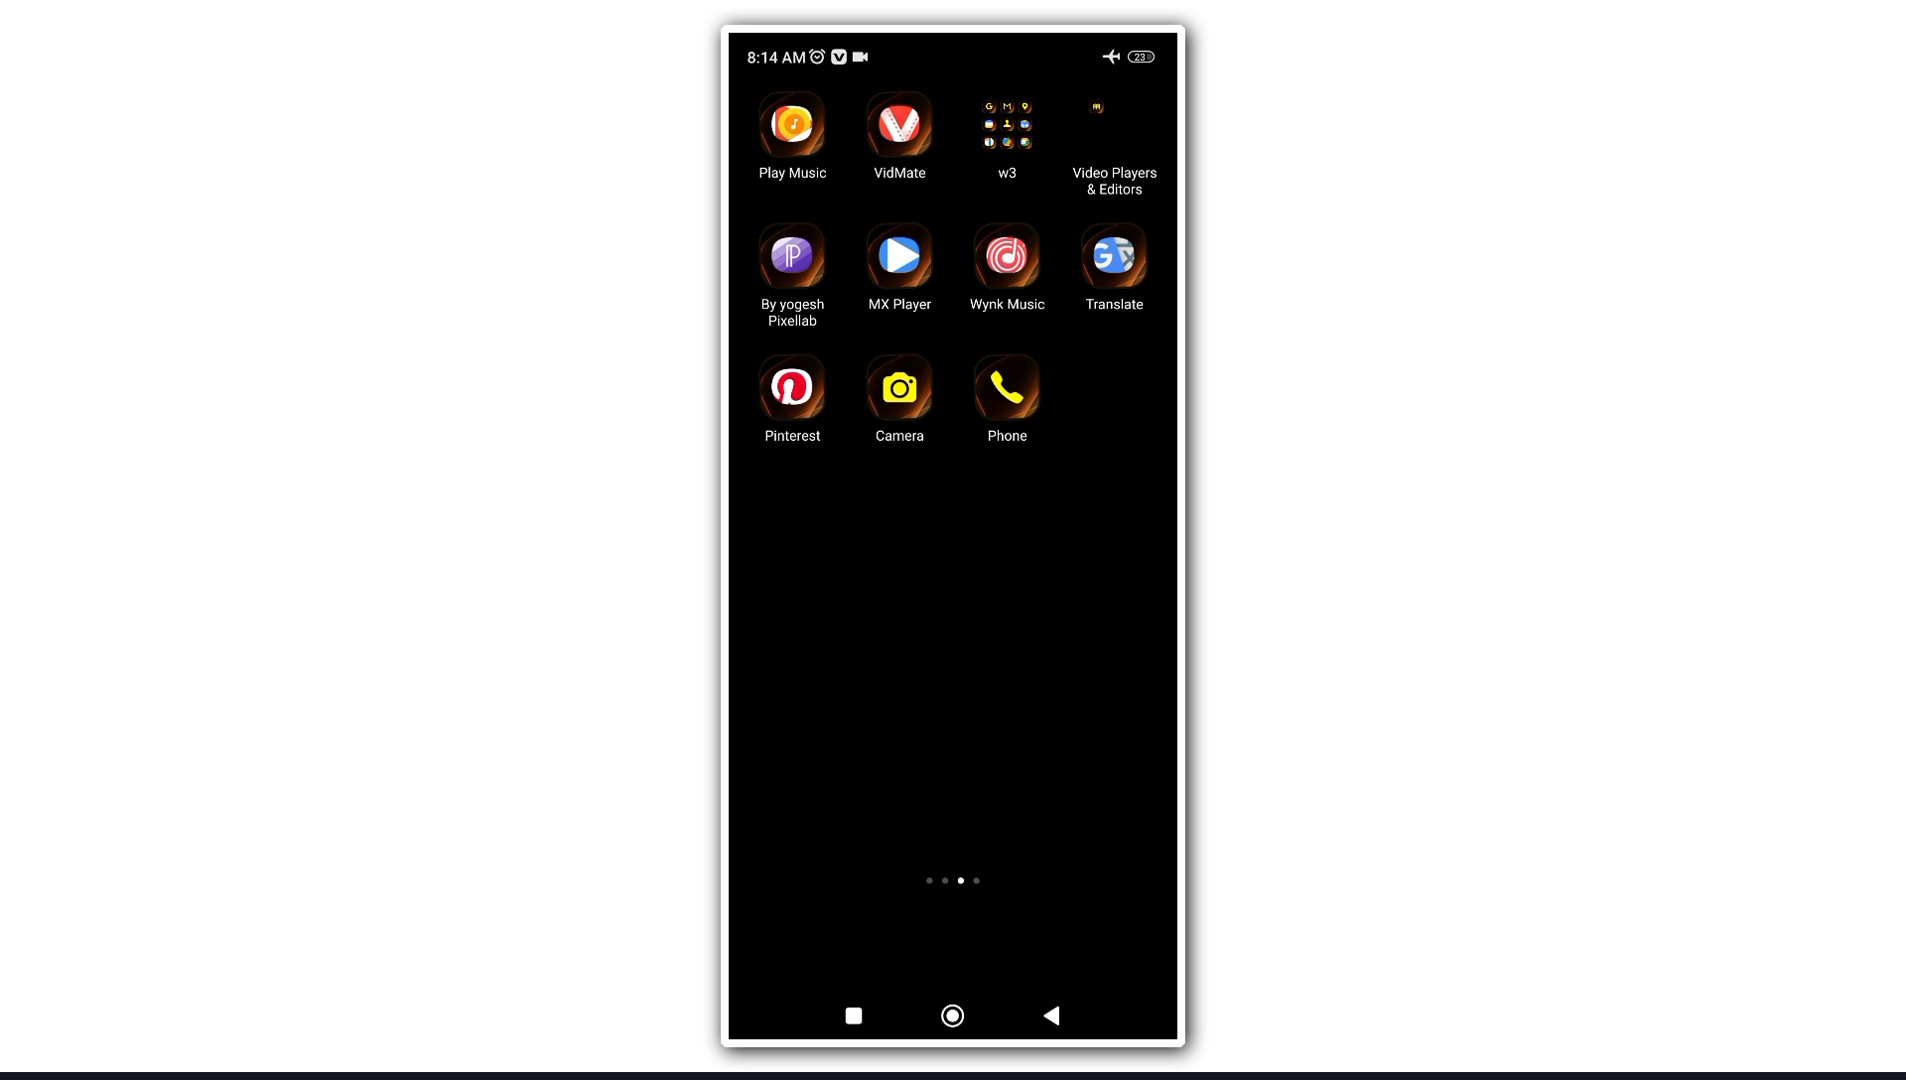 8:14 AM
23
Play Music
VidMate
w3
Video Players
& Editors
By yogesh
Pixellab
MX Player
Wynk Music
Translate
Pinterest
Camera
Phone